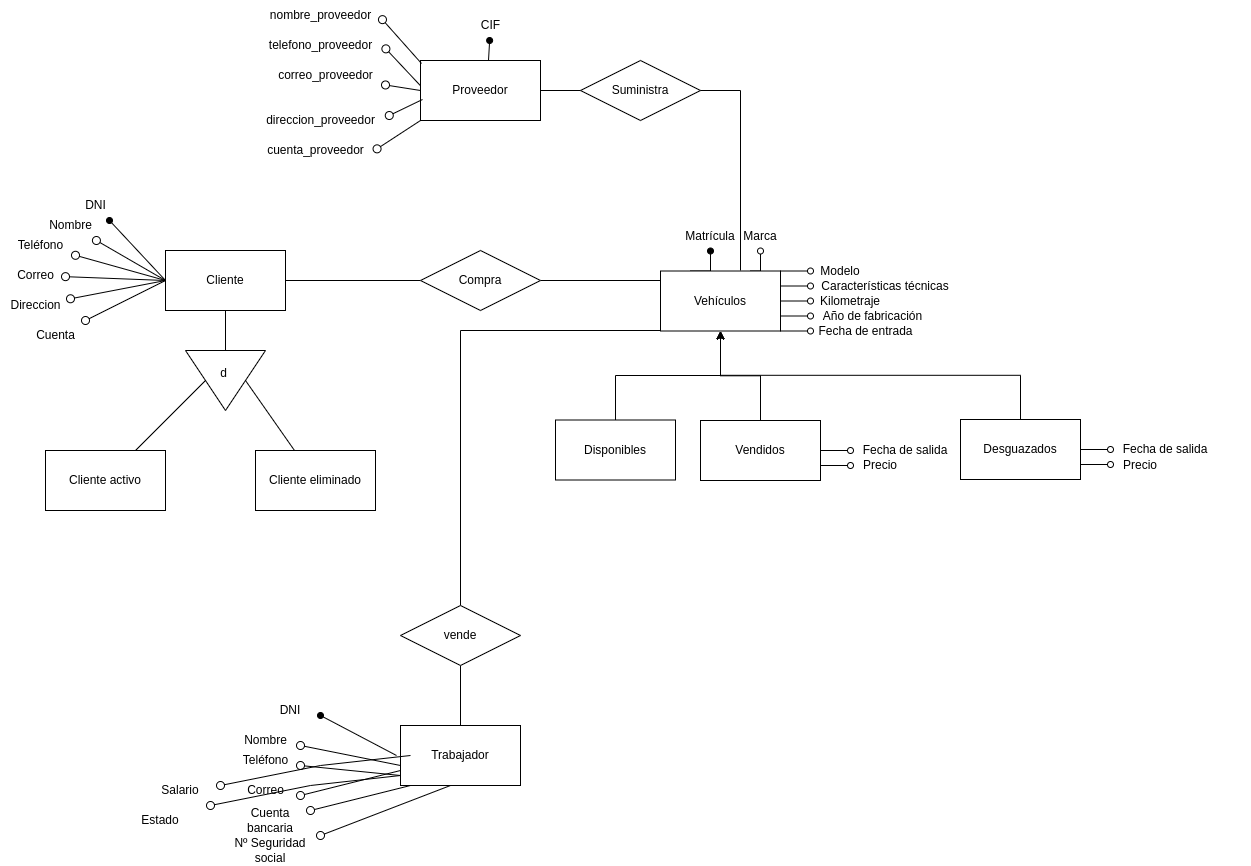 nombre_proveedor
CIF
telefono_proveedor
correo_proveedor
Proveedor
Suministra
direccion_proveedor
cuenta_proveedor
DNI
Nombre
Teléfono
Correo
Direccion
Cuenta
Cliente
Compra
Matrícula
Marca
Vehículos
Modelo
Características técnicas
Kilometraje
Año de fabricación
Fecha de entrada
d
Cliente activo
Cliente eliminado
Disponibles
Vendidos
Fecha de salida
Precio
Desguazados
Fecha de salida
Precio
vende
DNI
Nombre
Teléfono
Trabajador
Salario
Correo
Estado
Cuenta
bancaria
Nº Seguridad
social